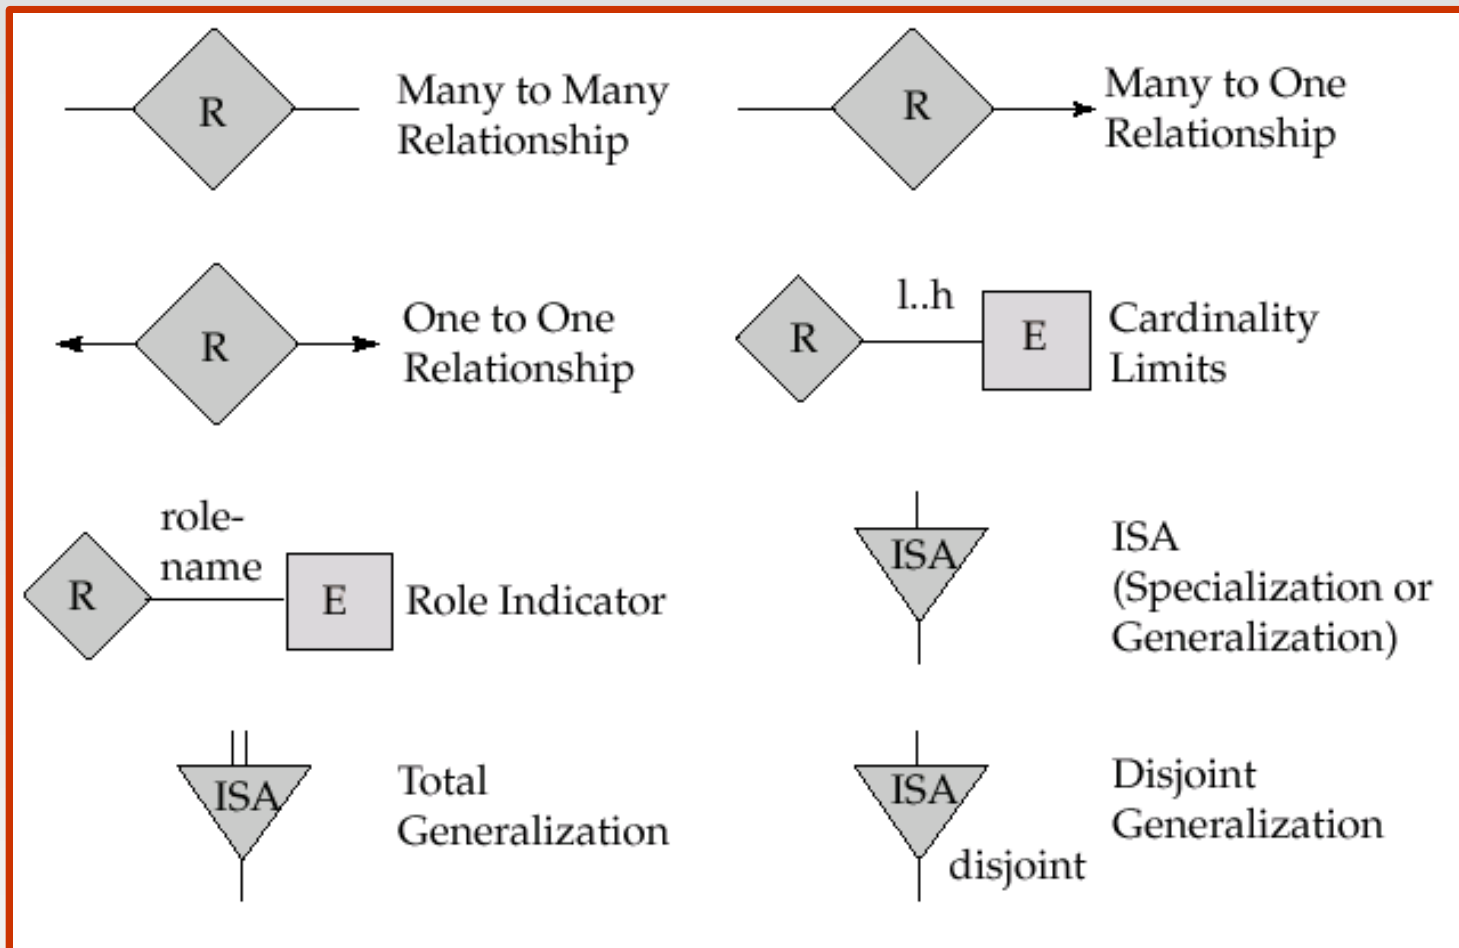 R
Many to Many
Relationship
R
Many to One
Relationship
R
One to One
Relationship
R
l..h
E
Cardinality
Limits
R
role-
name
E
Role Indicator
ISA
ISA
(Specialization or
Generalization)
ISA
Total
Generalization
ISA
disjoint
Disjoint
Generalization